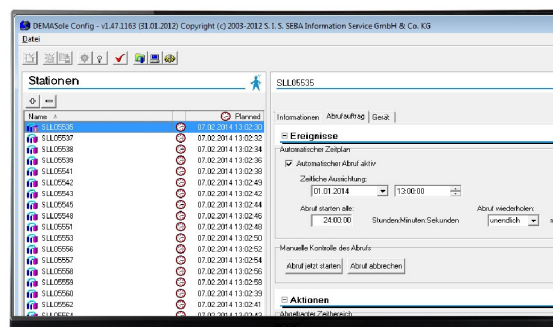 DEMASole Config - v1.47.1163 (31.01.2012) Copyright (c) 2003-2012 S. I. S. SEBA Information Service GmbH & Co. KG
Datei
Stationen
SLL05535
Name
Planned
Informationen Abrufauftrag Gerät
SLL05535 07.02.2014 13:02:30
SLL05537 07.02.2014 13:02:32
Ereignisse
SLL05538 07.02.2014 13:02:34
Automatischer Zeitplan
SLL05539 07.02.2014 13:02:36
Automatischer Abruf aktiv
SLL05541 07.02.2014 13:02:38
SLL05542 07.02.2014 13:02:49
Zeitliche Ausrichtung:
SLL05543 07.02.2014 13:02:42
01.01.2014 13:00:00
SLL05545 07.02.2014 13:02:44
Abruf starten alle: Abruf wiederholen:
SLL05548 07.02.2014 13:02:46
24:00:00 Stunden:Minuten:Sekunden unendlich
SLL05551 07.02.2014 13:02:48
SLL05553 07.02.2014 13:02:50
SLL05556 07.02.2014 13:02:52
Manuelle Kontrolle des Abrufs
SLL05557 07.02.2014 13:02:54
Abruf jetzt starten Abruf abbrechen
SLL05558 07.02.2014 13:02:56
SLL05559 07.02.2014 13:02:58
SLL05560 07.02.2014 13:02:39
Aktionen
SLL05562 07.02.2014 13:02:41
SLL05564 07.02.2014 13:02:43
Abgefragter Zeitbereich